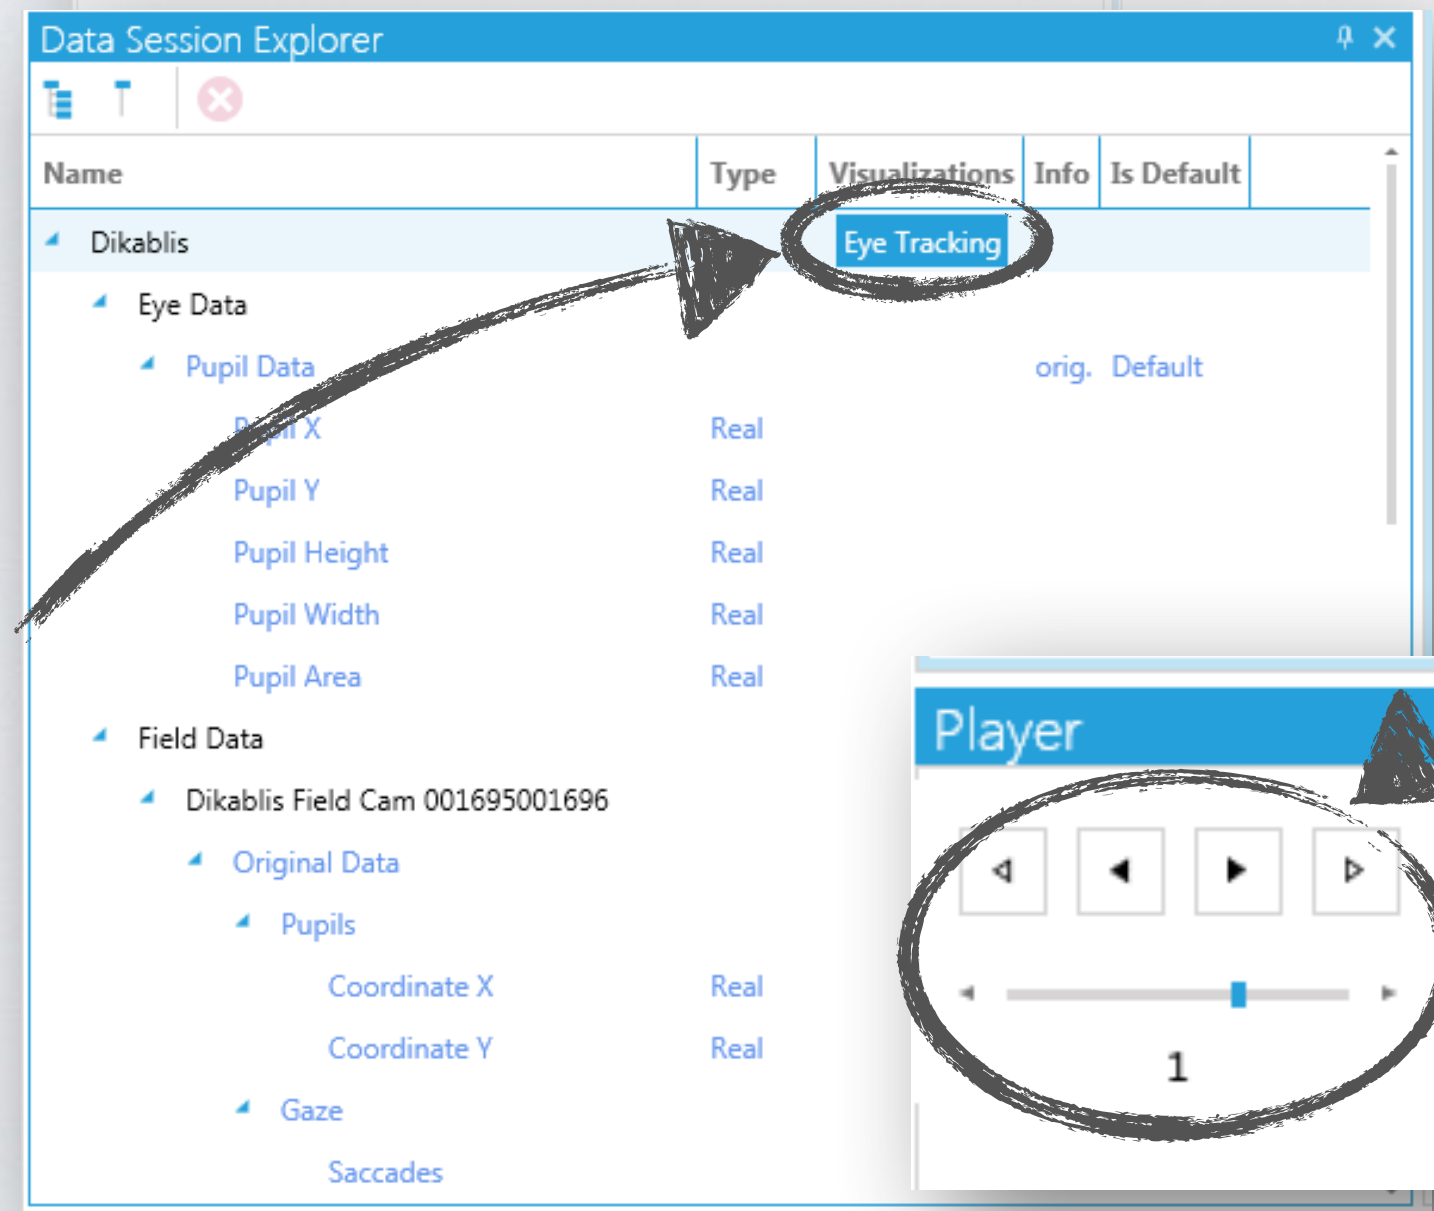 Data Session Explorer
Name Type Visualizations Info Is Default
Dikablis Eye Tracking
Eye Data
Pupil Data orig. Default
Pupil X Real
Pupil Y Real
Pupil Height Real
Pupil Width Real
Pupil Area Real
Field Data
Dikablis Field Cam 001695001696
Original Data
Pupils
Coordinate X Real
Coordinate Y Real
Gaze
Saccades
Player
1